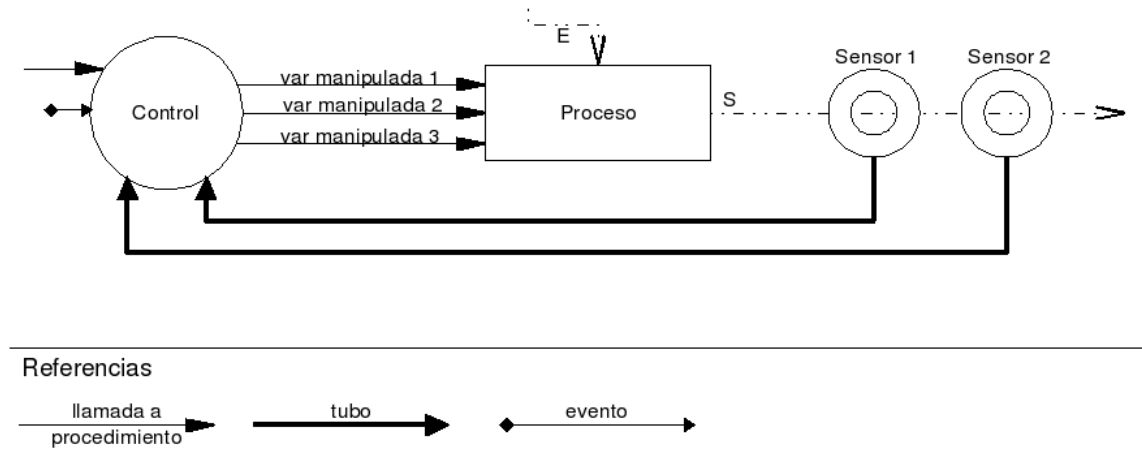 E
Sensor 1
Sensor 2
var manipulada 1
Control
var manipulada 2
Proceso
S
var manipulada 3
Referencias
llamada a
procedimiento
tubo
evento